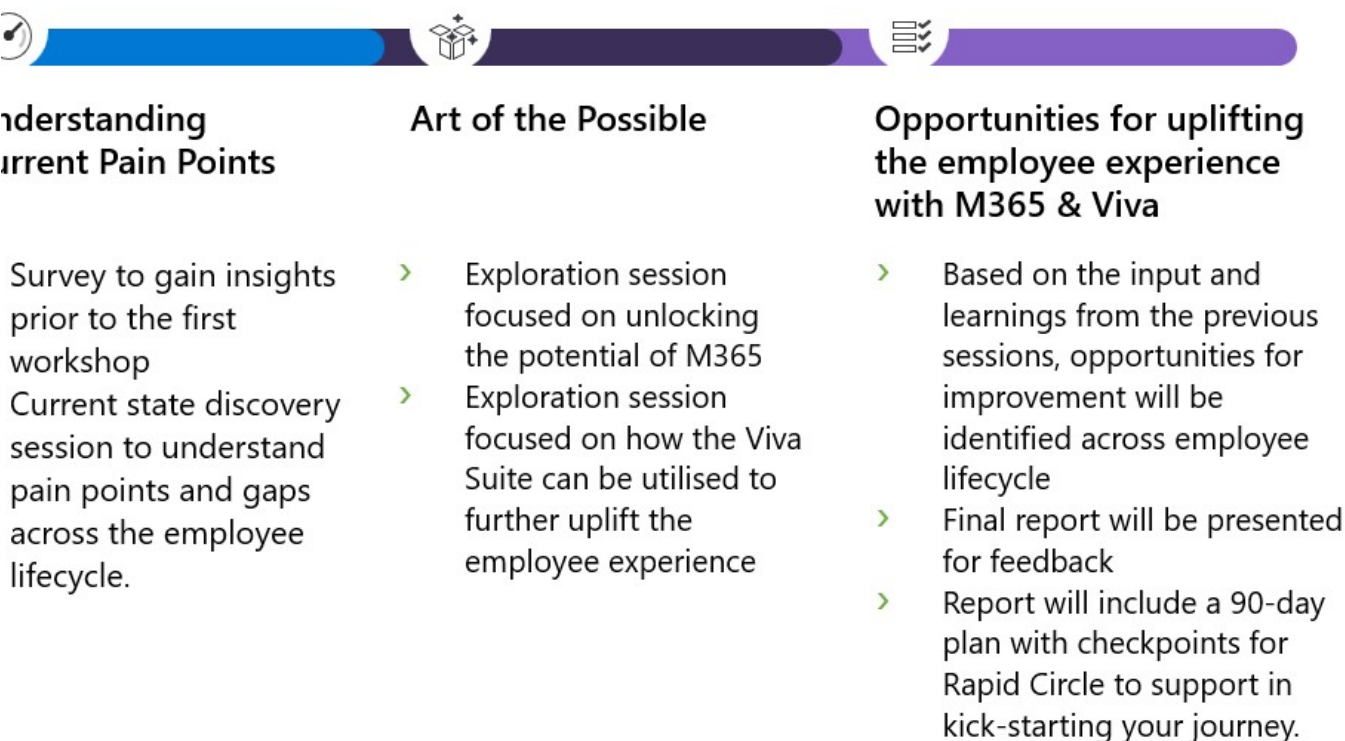 nderstanding
urrent Pain Points
Survey to gain insights
prior to the first
workshop
Current state discovery
session to understand
pain points and gaps
across the employee
lifecycle.
Art of the Possible
› Exploration session
focused on unlocking
the potential of M365
› Exploration session
focused on how the Viva
Suite can be utilised to
further uplift the
employee experience
Opportunities for uplifting
the employee experience
with M365 & Viva
› Based on the input and
learnings from the previous
sessions, opportunities for
improvement will be
identified across employee
lifecycle
› Final report will be presented
for feedback
› Report will include a 90-day
plan with checkpoints for
Rapid Circle to support in
kick-starting your journey.